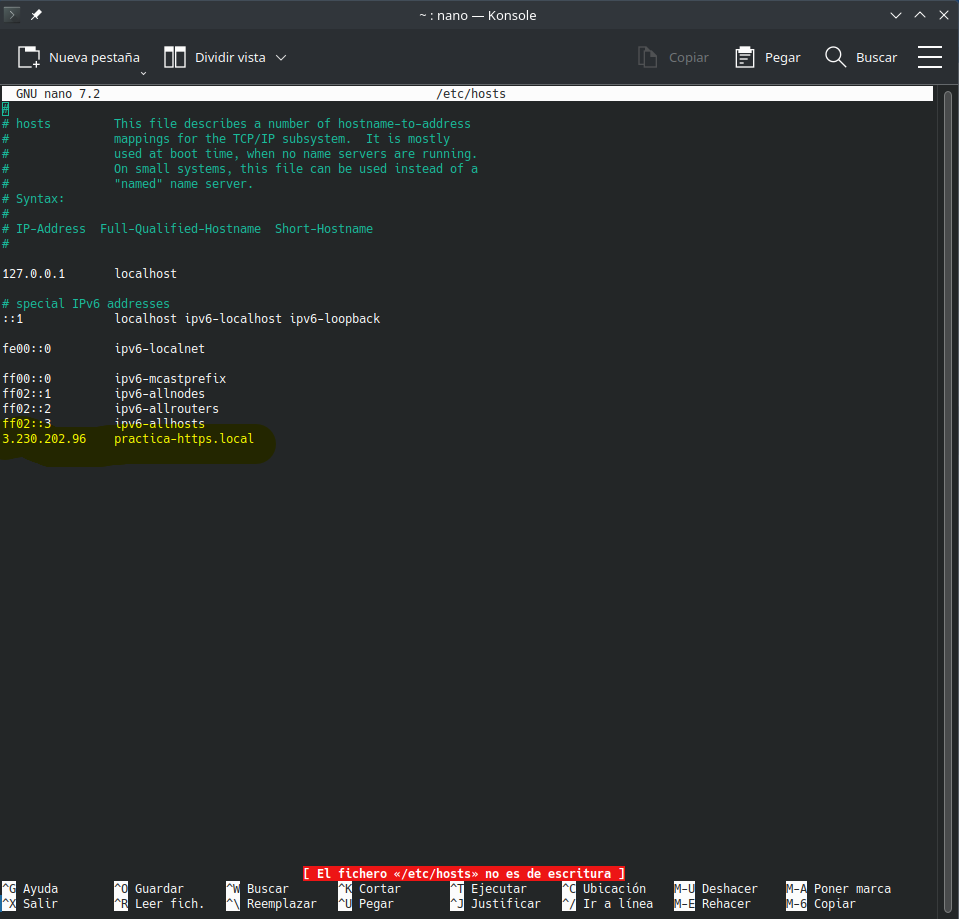 ~ : nano — Konsole
Nueva pestaña Dividir vista Copiar Pegar Buscar
GNU nano 7.2 /etc/hosts
#
# hosts This file describes a number of hostname-to-address
# mappings for the TCP/IP subsystem. It is mostly
# used at boot time, when no name servers are running.
# On small systems, this file can be used instead of a
# "named" name server.
# Syntax:
#
# IP-Address Full-Qualified-Hostname Short-Hostname
#
127.0.0.1 localhost
# special IPv6 addresses
::1 localhost ipv6-localhost ipv6-loopback
fe00::0 ipv6-localnet
ff00::0 ipv6-mcastprefix
ff02::1 ipv6-allnodes
ff02::2 ipv6-allrouters
ff02::3 ipv6-allhosts
3.230.202.96 practica-https.local
[ El fichero «/etc/hosts» no es de escritura ]
^G Ayuda ^O Guardar ^W Buscar ^K Cortar ^T Ejecutar ^C Ubicación M-U Deshacer M-A Poner marca
^X Salir ^R Leer fich. ^\ Reemplazar ^U Pegar ^J Justificar ^/ Ir a línea M-E Rehacer M-6 Copiar